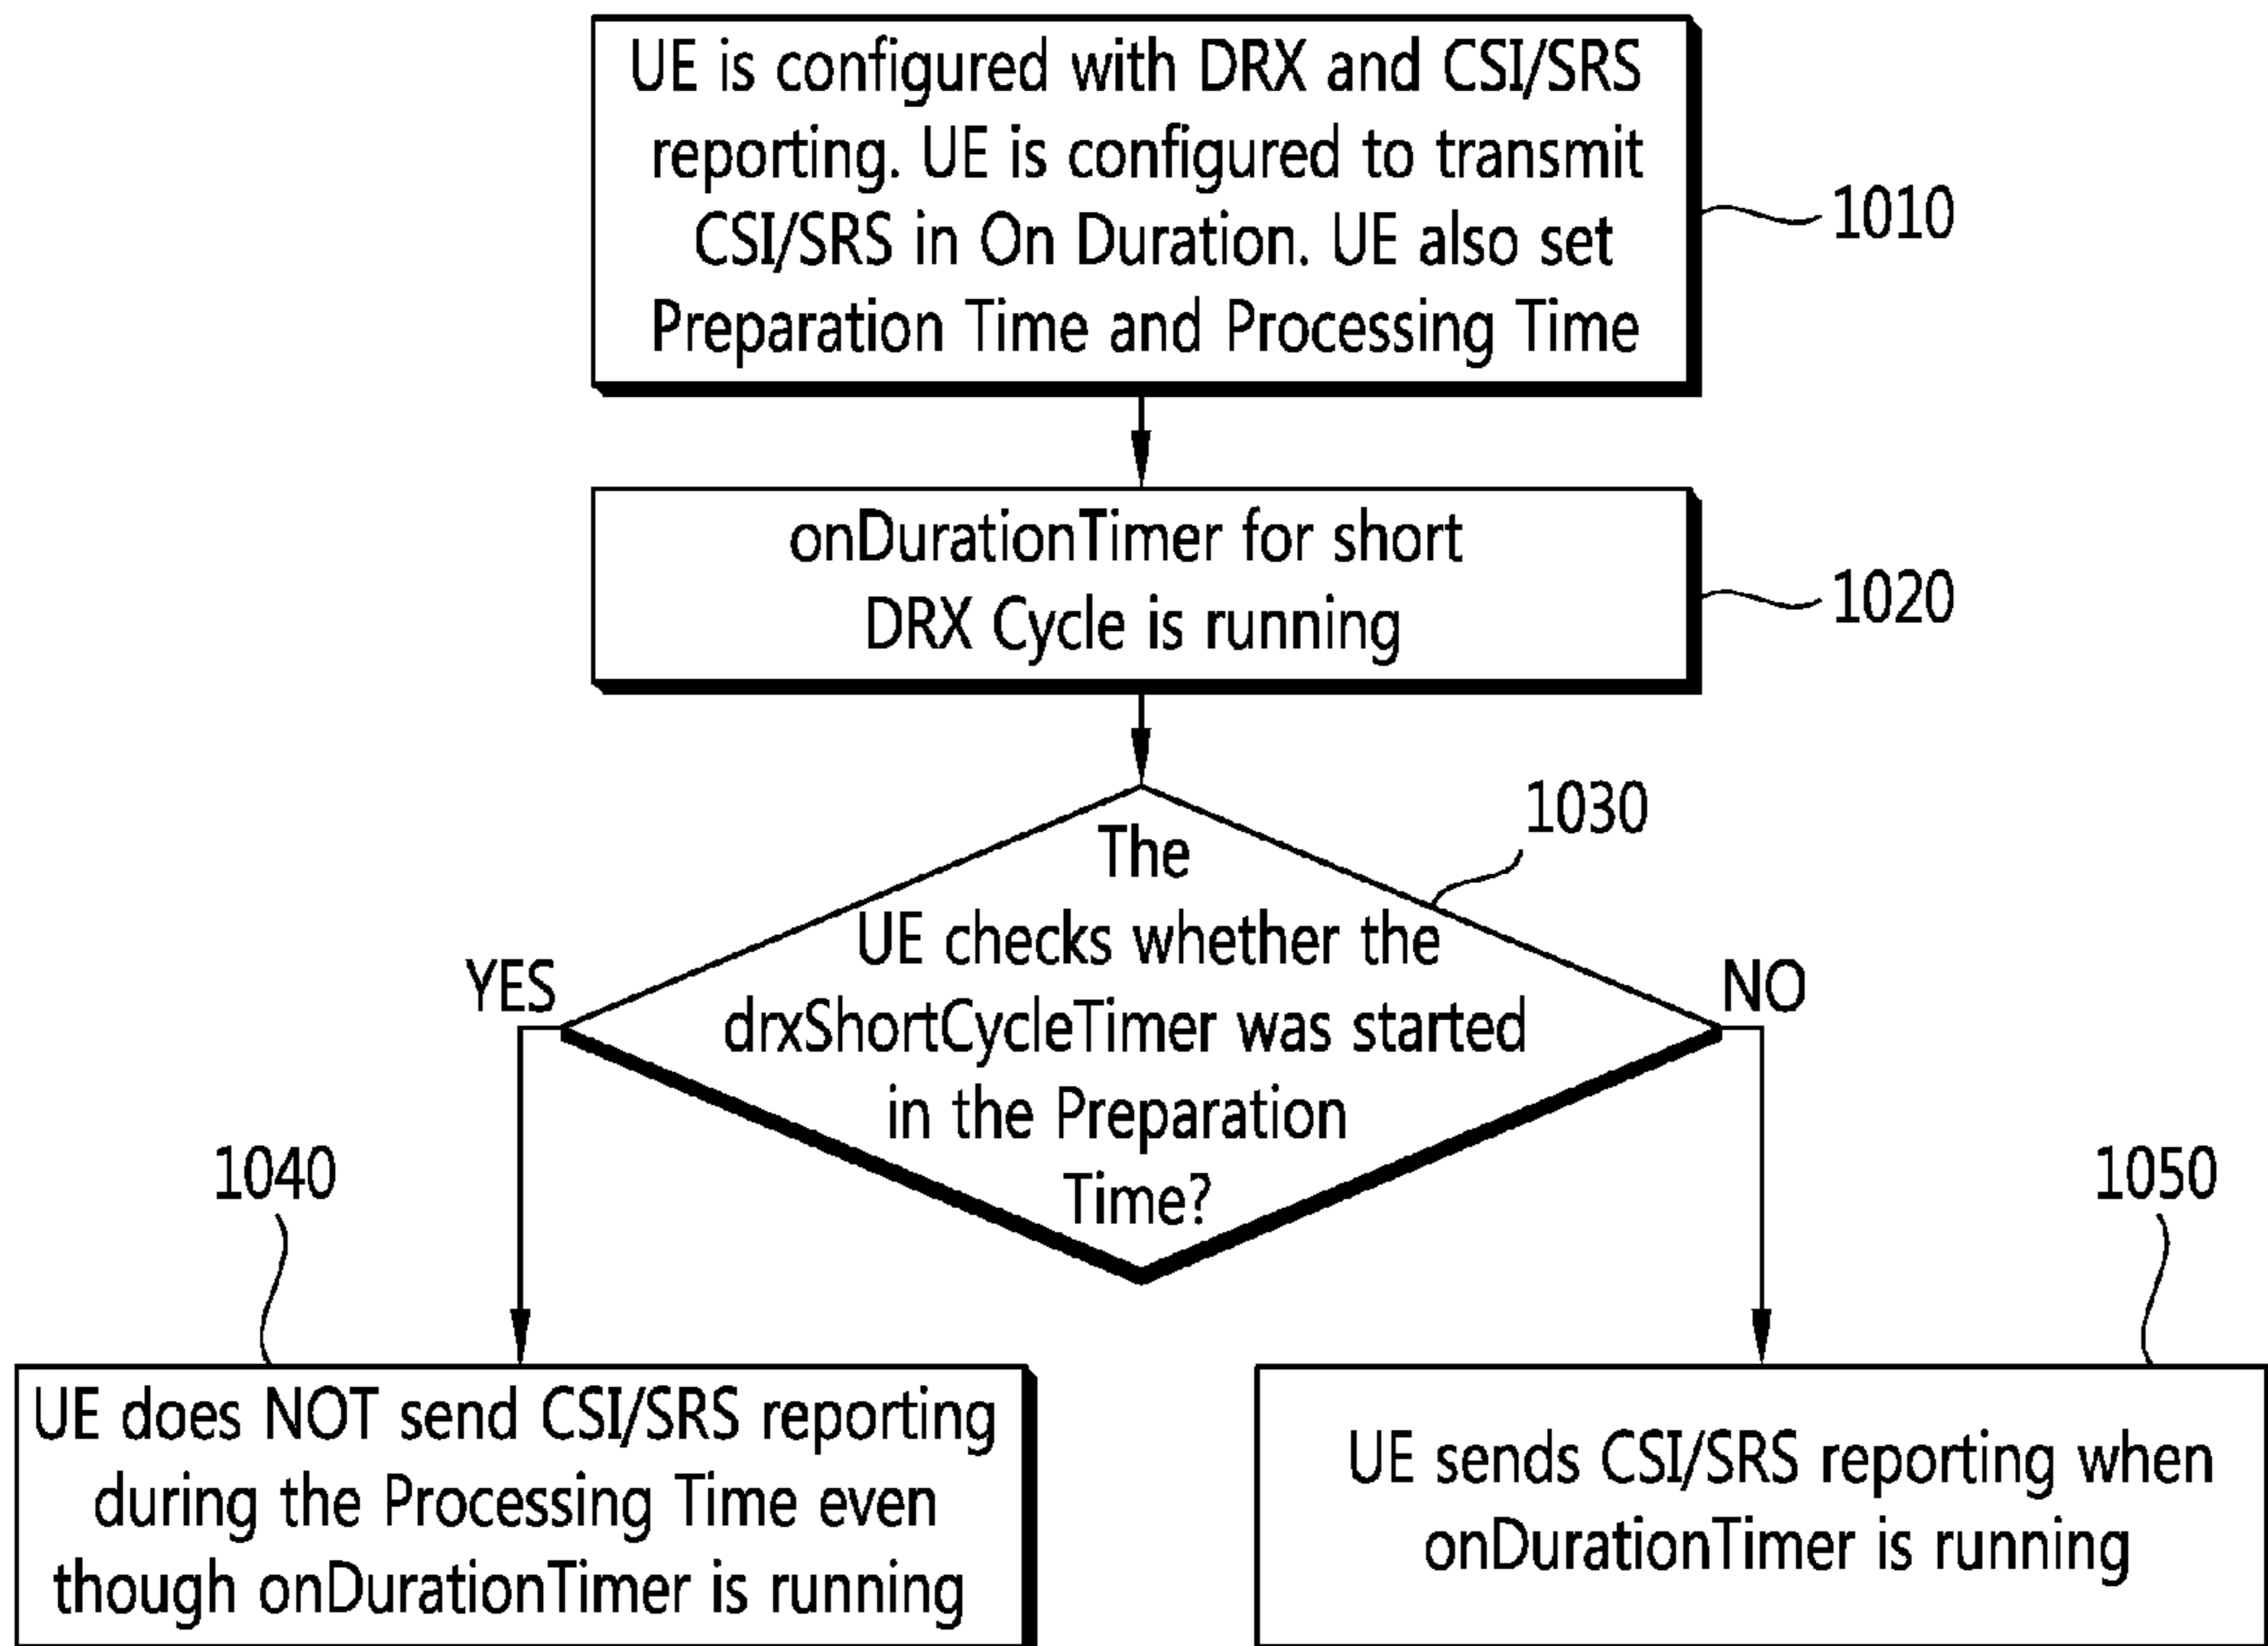 UE is configured with DRX and CSI/SRS
reporting. UE is configured to transmit
CSI/SRS in On Duration. UE also set
Preparation Time and Processing Time
1010
onDurationTimer for short
DRX Cycle is running
1020
1030
The
UE checks whether the
drxShortCycleTimer was started
in the Preparation
Time?
YES
NO
1040
1050
UE does NOT send CSI/SRS reporting
during the Processing Time even
though onDurationTimer is running
UE sends CSI/SRS reporting when
onDurationTimer is running